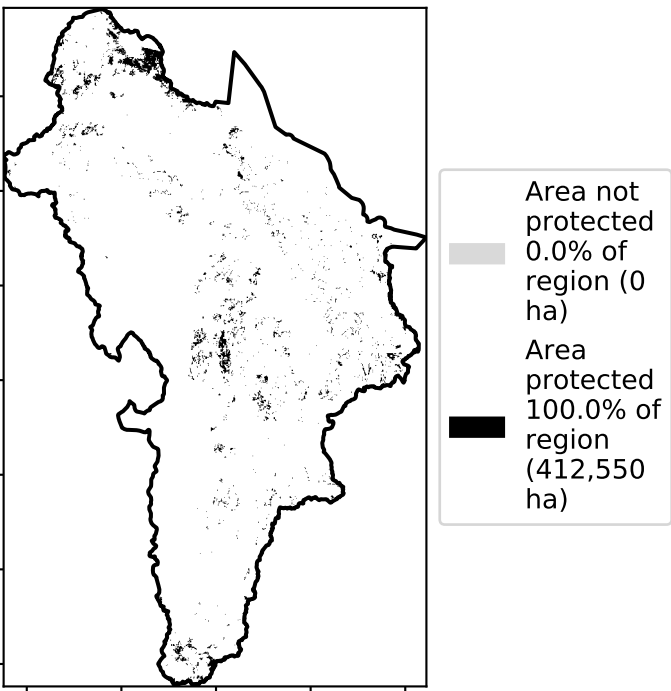 Area not
protected
0.0% of
region (0
ha)
Area
protected
100.0% of
region
(412,550
ha)